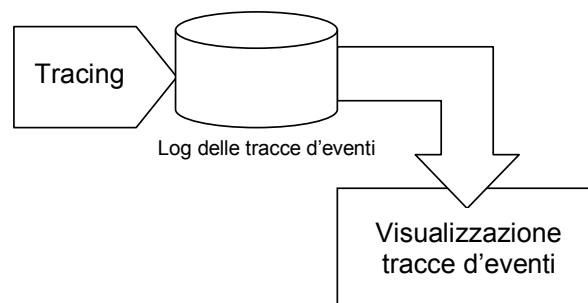 Tracing
Log delle tracce d'eventi
Visualizzazione
tracce d'eventi